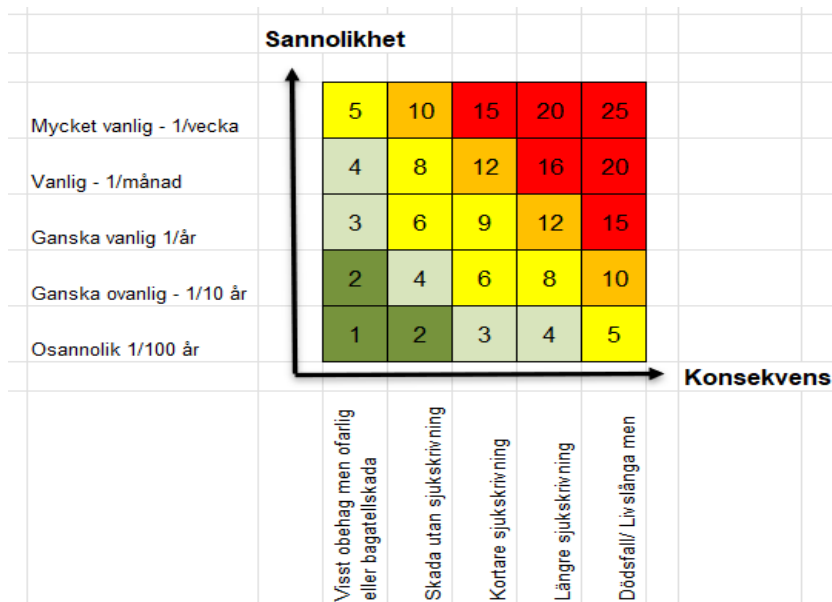 Sannolikhet
Mycket vanlig - 1/vecka
5 10 15 20 25
Vanlig - 1/månad
4 8 12 16 20
Ganska vanlig 1/år
3 6 9 12 15
Ganska ovanlig - 1/10 år
2 4 6 8 10
Osannolik 1/100 år
1 2 3 4 5
Konsekvens
Visst obehag men ofarlig
eller bagatellskada
Skada utan sjukskrivning
Kortare sjukskrivning
Längre sjukskrivning
Dödsfall/ Livslånga men